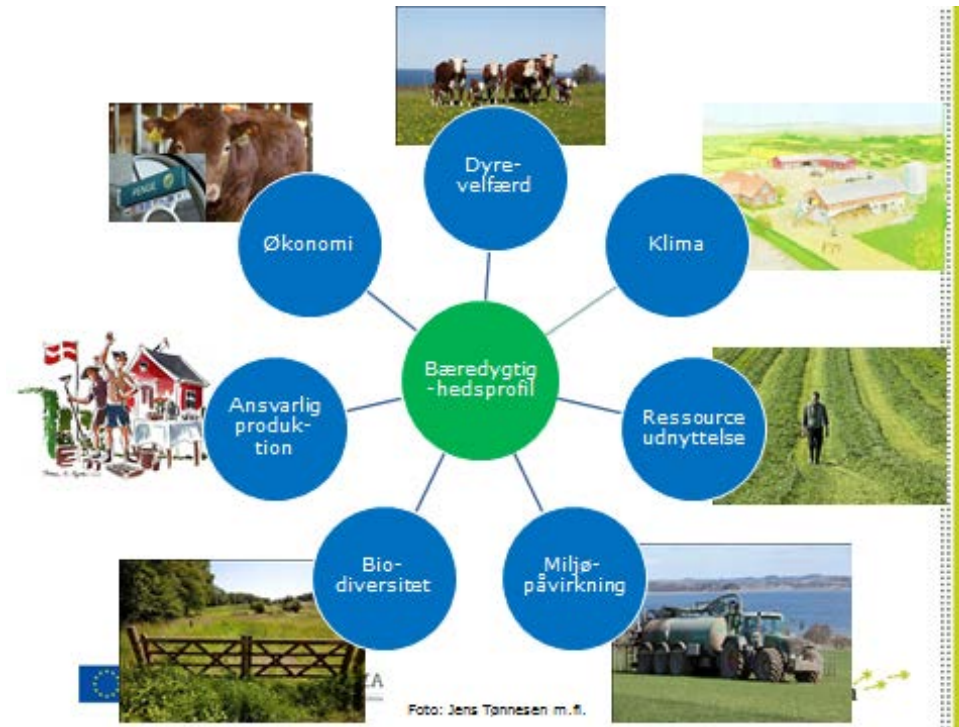 Dyre-
velfærd
Klima
Ressource
udnyttelse
Miljø-
påvirkning
Bio-
diversitet
Ansvarlig
produk-
tion
Økonomi
Bæredygtig
-hedsprofil
PENGE
Foto: Jens Tønnesen m.fl.